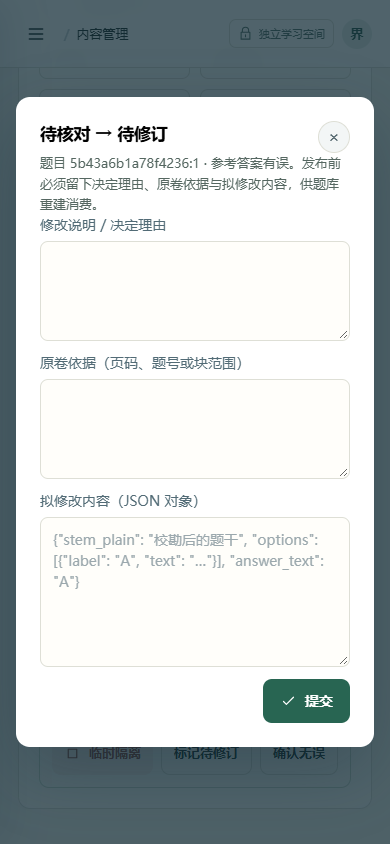 / 内容管理
独立学习空间
界
待核对 → 待修订
×
题目 5b43a6b1a78f4236:1 · 参考答案有误。发布前
必须留下决定理由、原卷依据与拟修改内容，供题库
重建消费。
修改说明 / 决定理由
原卷依据（页码、题号或块范围）
拟修改内容（JSON 对象）
{"stem_plain": "校勘后的题干", "options":
[{"label": "A", "text": "…"}], "answer_text":
"A"}
✓ 提交
临时隔离
标记待修订
确认无误